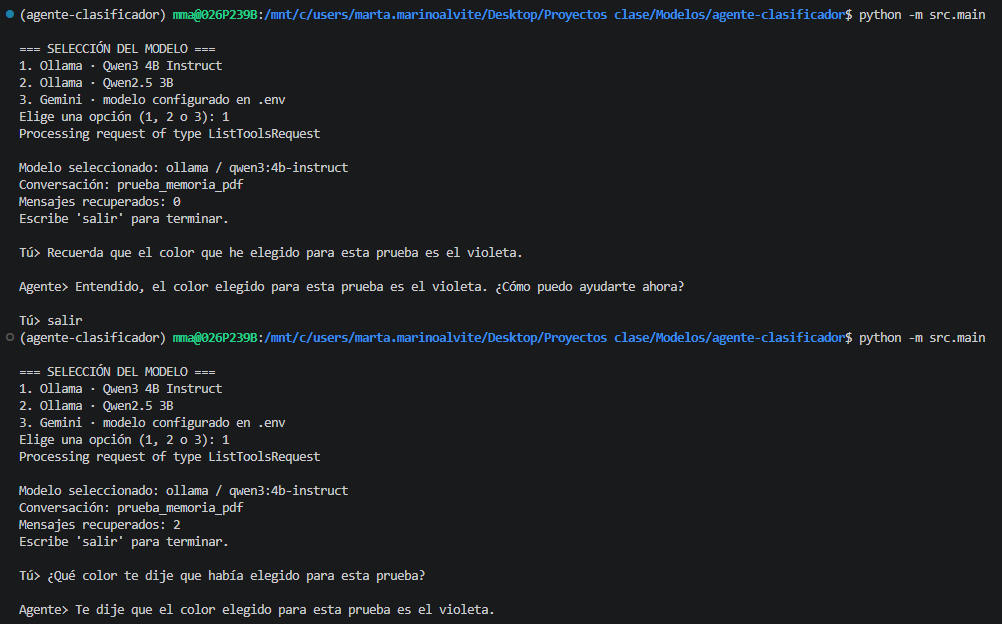 (agente-clasificador) mma@026P239B:/mnt/c/users/marta.marinoalvite/Desktop/Proyectos clase/Modelos/agente-clasificador$ python -m src.main
=== SELECCIÓN DEL MODELO ===
1. Ollama · Qwen3 4B Instruct
2. Ollama · Qwen2.5 3B
3. Gemini · modelo configurado en .env
Elige una opción (1, 2 o 3): 1
Processing request of type ListToolsRequest
Modelo seleccionado: ollama / qwen3:4b-instruct
Conversación: prueba_memoria_pdf
Mensajes recuperados: 0
Escribe 'salir' para terminar.
Tú> Recuerda que el color que he elegido para esta prueba es el violeta.
Agente> Entendido, el color elegido para esta prueba es el violeta. ¿Cómo puedo ayudarte ahora?
Tú> salir
(agente-clasificador) mma@026P239B:/mnt/c/users/marta.marinoalvite/Desktop/Proyectos clase/Modelos/agente-clasificador$ python -m src.main
=== SELECCIÓN DEL MODELO ===
1. Ollama · Qwen3 4B Instruct
2. Ollama · Qwen2.5 3B
3. Gemini · modelo configurado en .env
Elige una opción (1, 2 o 3): 1
Processing request of type ListToolsRequest
Modelo seleccionado: ollama / qwen3:4b-instruct
Conversación: prueba_memoria_pdf
Mensajes recuperados: 2
Escribe 'salir' para terminar.
Tú> ¿Qué color te dije que había elegido para esta prueba?
Agente> Te dije que el color elegido para esta prueba es el violeta.